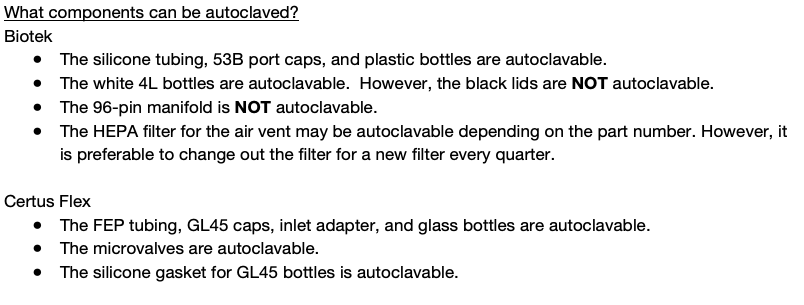 What components can be autoclaved?
Biotek
● The silicone tubing, 53B port caps, and plastic bottles are autoclavable.
● The white 4L bottles are autoclavable.  However, the black lids are NOT autoclavable.
● The 96-pin manifold is NOT autoclavable.
● The HEPA filter for the air vent may be autoclavable depending on the part number. However, it
is preferable to change out the filter for a new filter every quarter.
Certus Flex
● The FEP tubing, GL45 caps, inlet adapter, and glass bottles are autoclavable.
● The microvalves are autoclavable.
● The silicone gasket for GL45 bottles is autoclavable.